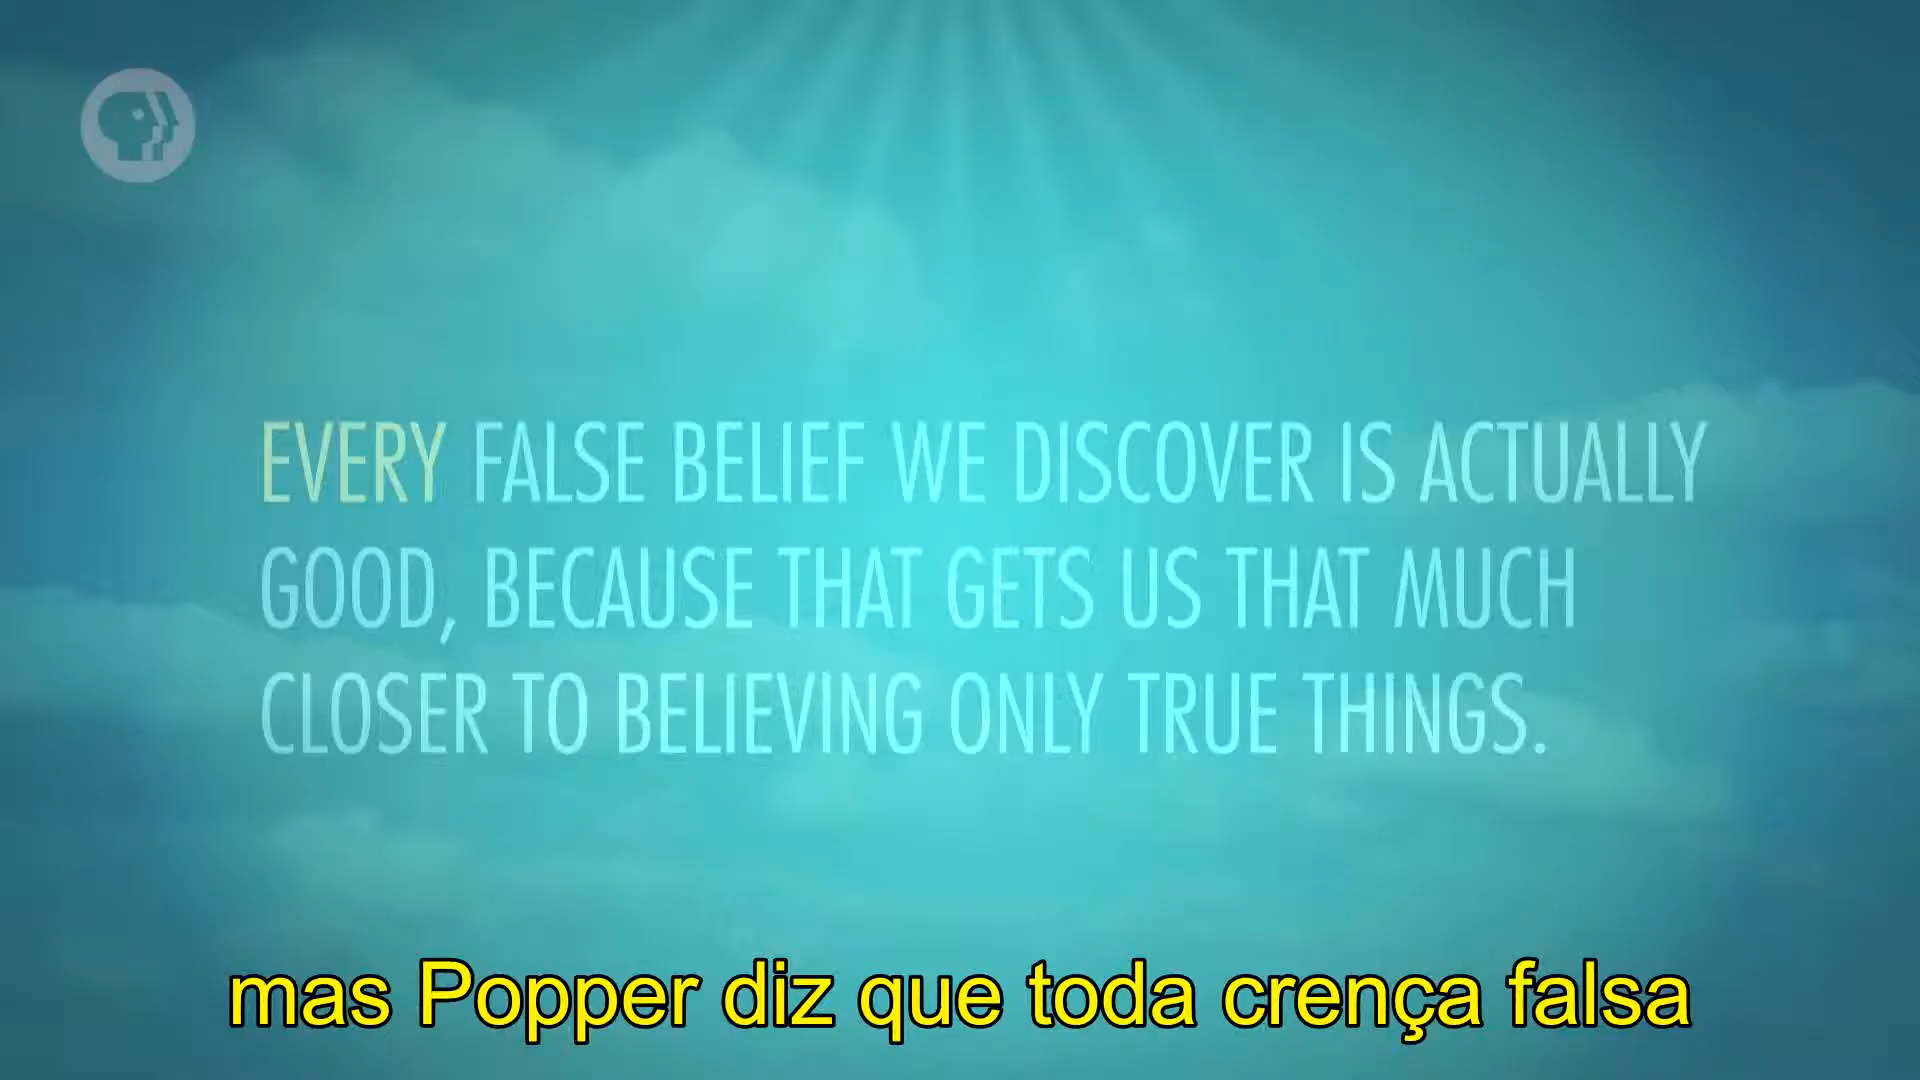 EVERY FALSE BELIEF WE DISCOVER IS ACTUALLY
GOOD, BECAUSE THAT GETS US THAT MUCH
CLOSER TO BELIEVING ONLY TRUE THINGS.
mas Popper diz que toda crença falsa